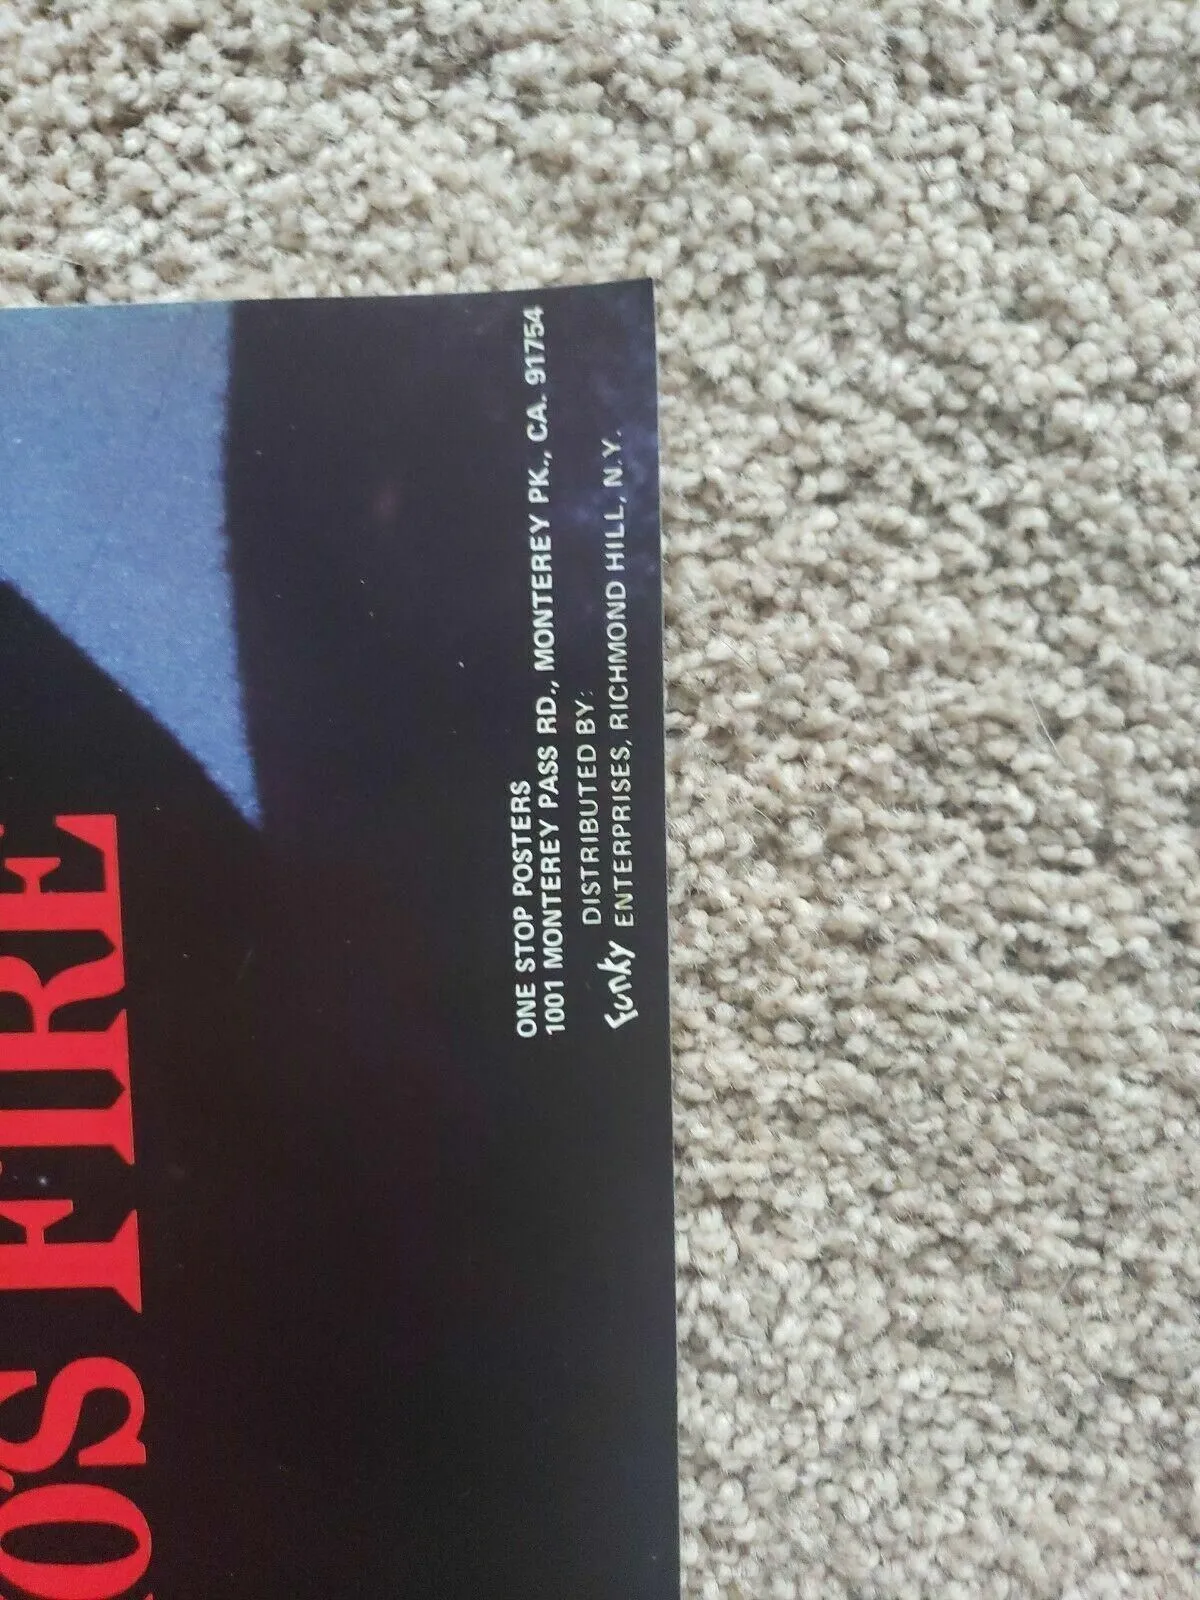 O'S FIRE
ONE STOP POSTERS
1001 MONTEREY PASS RD., MONTEREY PK., CA. 91754
DISTRIBUTED BY:
Funky ENTERPRISES, RICHMOND HILL, N.Y.